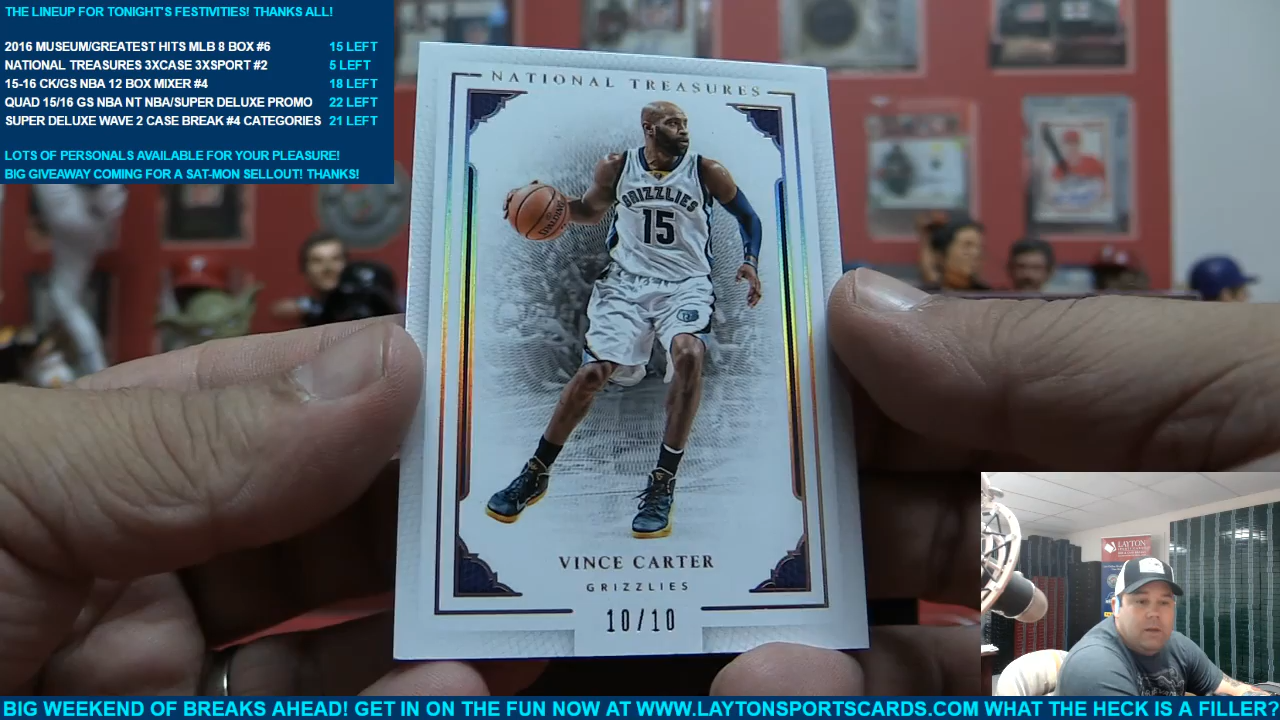 THE LINEUP FOR TONIGHT'S FESTIVITIES! THANKS ALL!
2016 MUSEUM/GREATEST HITS MLB 8 BOX #6 15 LEFT
NATIONAL TREASURES 3XCASE 3XSPORT #2 5 LEFT
15-16 CK/GS NBA 12 BOX MIXER #4 18 LEFT
QUAD 15/16 GS NBA NT NBA/SUPER DELUXE PROMO 22 LEFT
SUPER DELUXE WAVE 2 CASE BREAK #4 CATEGORIES 21 LEFT
LOTS OF PERSONALS AVAILABLE FOR YOUR PLEASURE!
BIG GIVEAWAY COMING FOR A SAT-MON SELLOUT! THANKS!
NATIONAL TREASURES
SPALDING
GRIZZLIES
15
VINCE CARTER
GRIZZLIES
10/10
LAYTON
BIG WEEKEND OF BREAKS AHEAD! GET IN ON THE FUN NOW AT WWW.LAYTONSPORTSCARDS.COM WHAT THE HECK IS A FILLER?